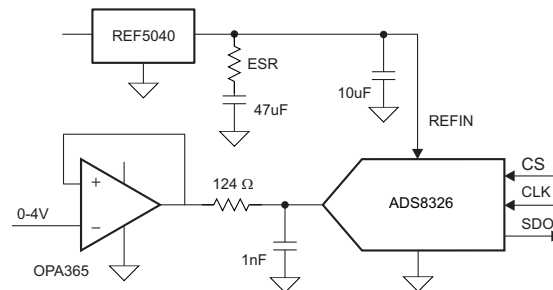 REF5040
ESR
47uF
10uF
REFIN
124 Ω
+
0-4V
−
OPA365
1nF
ADS8326
CS
CLK
SDO